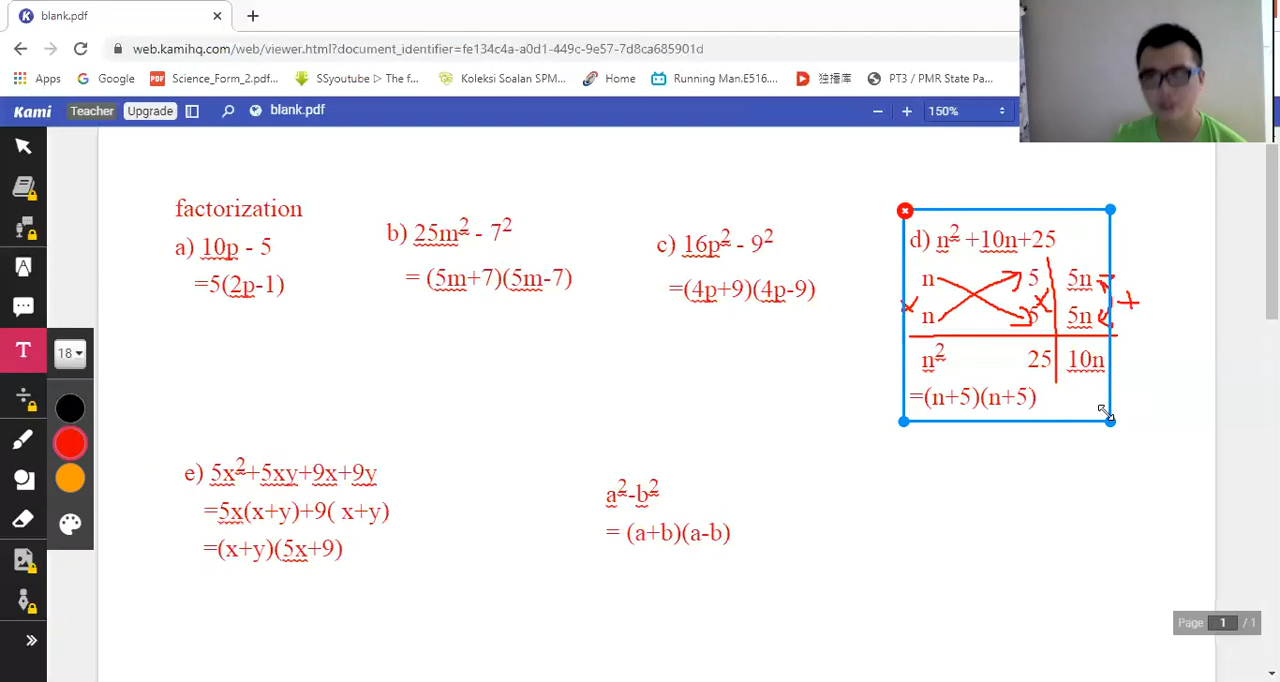 blank.pdf
web.kamihq.com/web/viewer.html?document_identifier=fe134c4a-a0d1-449c-9e57-7d8ca685901d
Apps Google Science_Form_2.pdf... SSyoutube ▷ The f... Koleksi Soalan SPM... Home Running Man.E516.... 独播库 PT3 / PMR State Pa...
Kami Teacher Upgrade blank.pdf 150%
factorization
a) 10p - 5
=5(2p-1)
b) 25m² - 7²
= (5m+7)(5m-7)
c) 16p² - 9²
=(4p+9)(4p-9)
d) n² +10n+25
n 5 5n
× × +
n 5 5n
n² 25 10n
=(n+5)(n+5)
18
e) 5x²+5xy+9x+9y
=5x(x+y)+9( x+y)
=(x+y)(5x+9)
a²-b²
= (a+b)(a-b)
Page 1 / 1